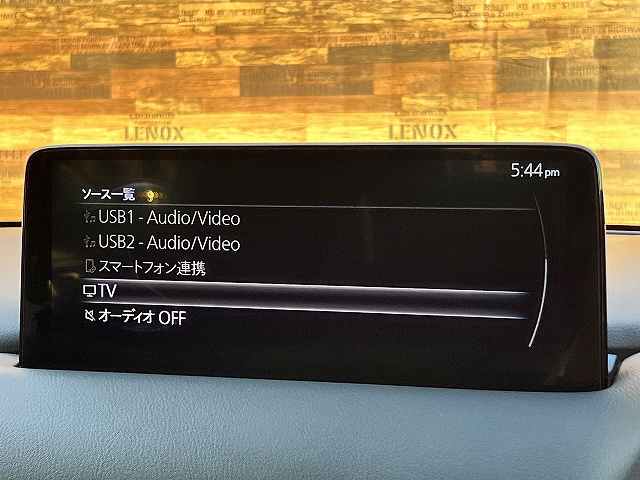 LENOX
LENOX
5:44pm
ソース一覧
USB1 - Audio/Video
USB2 - Audio/Video
スマートフォン連携
TV
オーディオ OFF